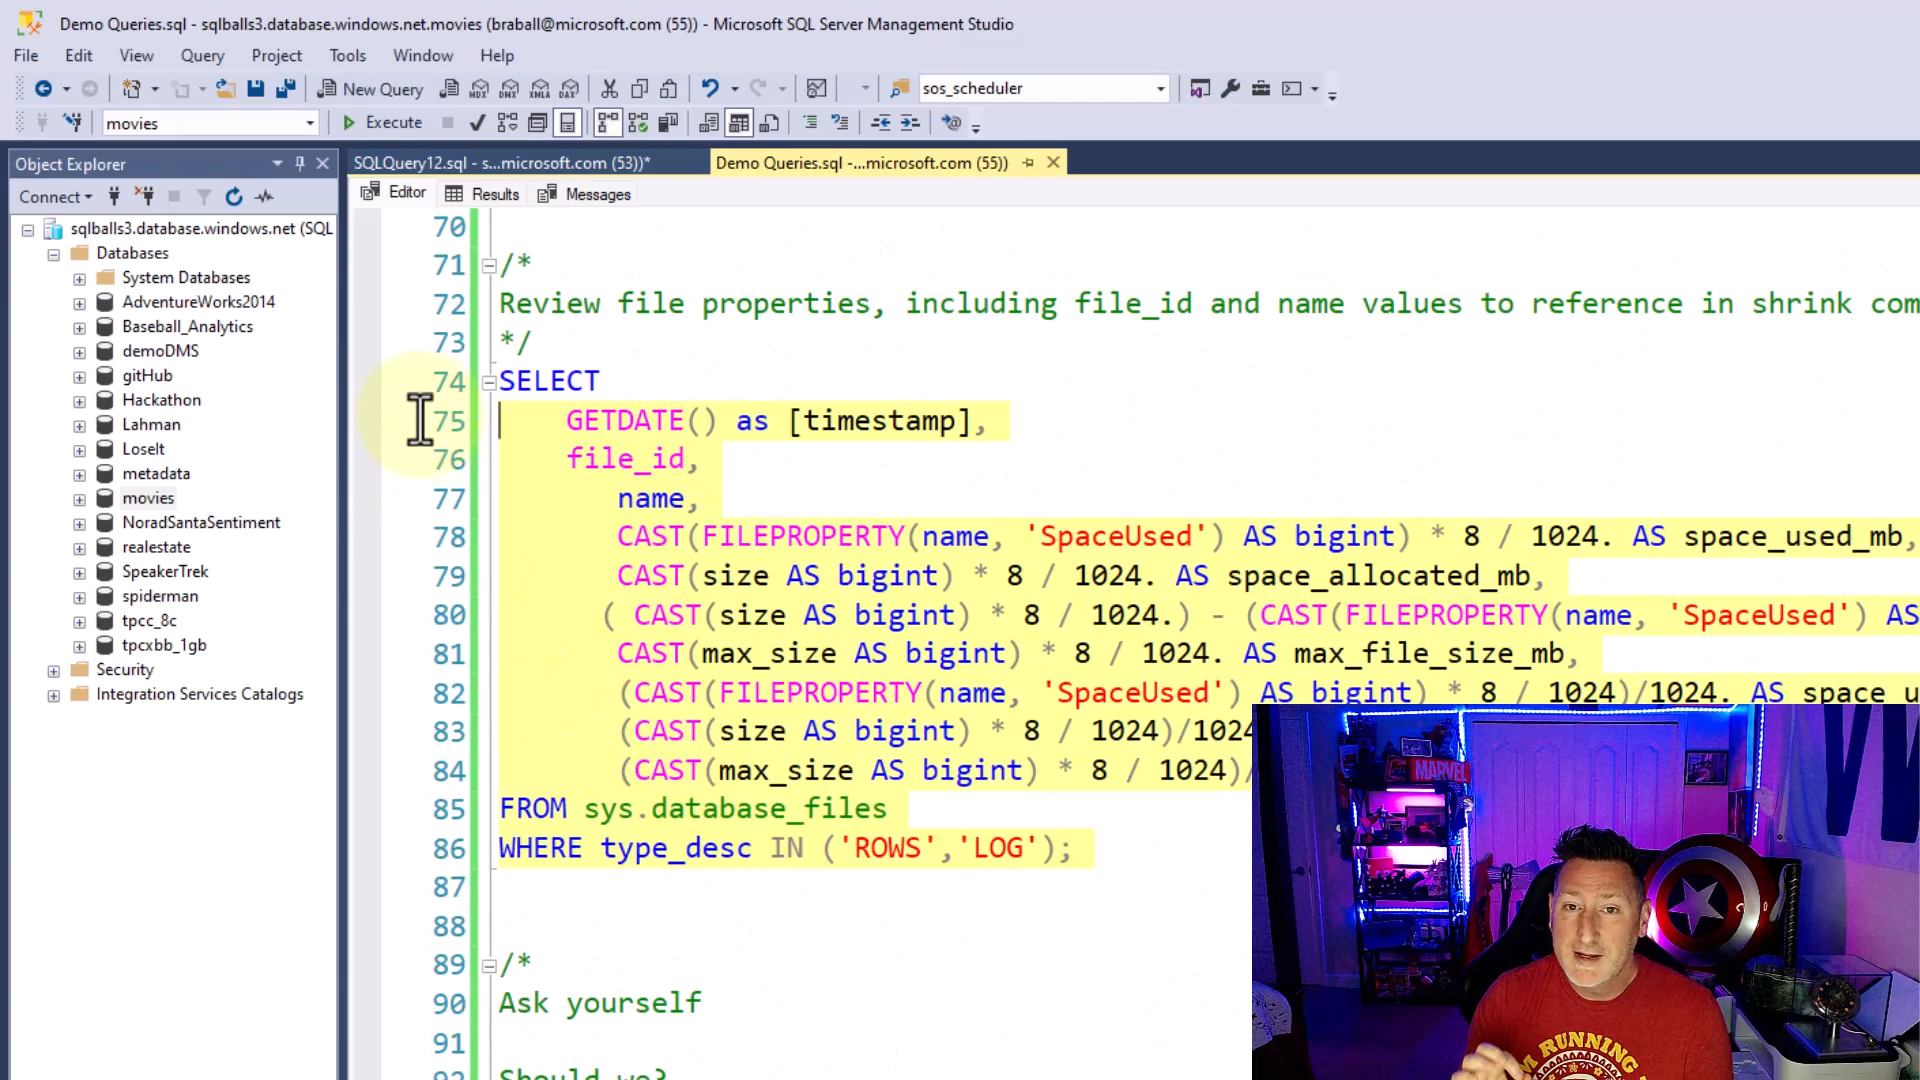 Demo Queries.sql - sqlballs3.database.windows.net.movies (braball@microsoft.com (55)) - Microsoft SQL Server Management Studio
File Edit View Query Project Tools Window Help
New Query MDX DMX XMLA DAX sos_scheduler
movies Execute
Object Explorer
SQLQuery12.sql - s...microsoft.com (53))*
Demo Queries.sql -...microsoft.com (55))
Connect
Editor Results Messages
sqlballs3.database.windows.net (SQL
Databases
System Databases
AdventureWorks2014
Baseball_Analytics
demoDMS
gitHub
Hackathon
Lahman
LoseIt
metadata
movies
NoradSantaSentiment
realestate
SpeakerTrek
spiderman
tpcc_8c
tpcxbb_1gb
Security
Integration Services Catalogs
70
71 /*
72 Review file properties, including file_id and name values to reference in shrink com
73 */
74 SELECT
75 GETDATE() as [timestamp],
76 file_id,
77 name,
78 CAST(FILEPROPERTY(name, 'SpaceUsed') AS bigint) * 8 / 1024. AS space_used_mb,
79 CAST(size AS bigint) * 8 / 1024. AS space_allocated_mb,
80 ( CAST(size AS bigint) * 8 / 1024.) - (CAST(FILEPROPERTY(name, 'SpaceUsed') AS
81 CAST(max_size AS bigint) * 8 / 1024. AS max_file_size_mb,
82 (CAST(FILEPROPERTY(name, 'SpaceUsed') AS bigint) * 8 / 1024)/1024. AS space_u
83 (CAST(size AS bigint) * 8 / 1024)/1024
84 (CAST(max_size AS bigint) * 8 / 1024)/
85 FROM sys.database_files
86 WHERE type_desc IN ('ROWS','LOG');
87
88
89 /*
90 Ask yourself
91
92 Should we?
MARVEL
RUNNING